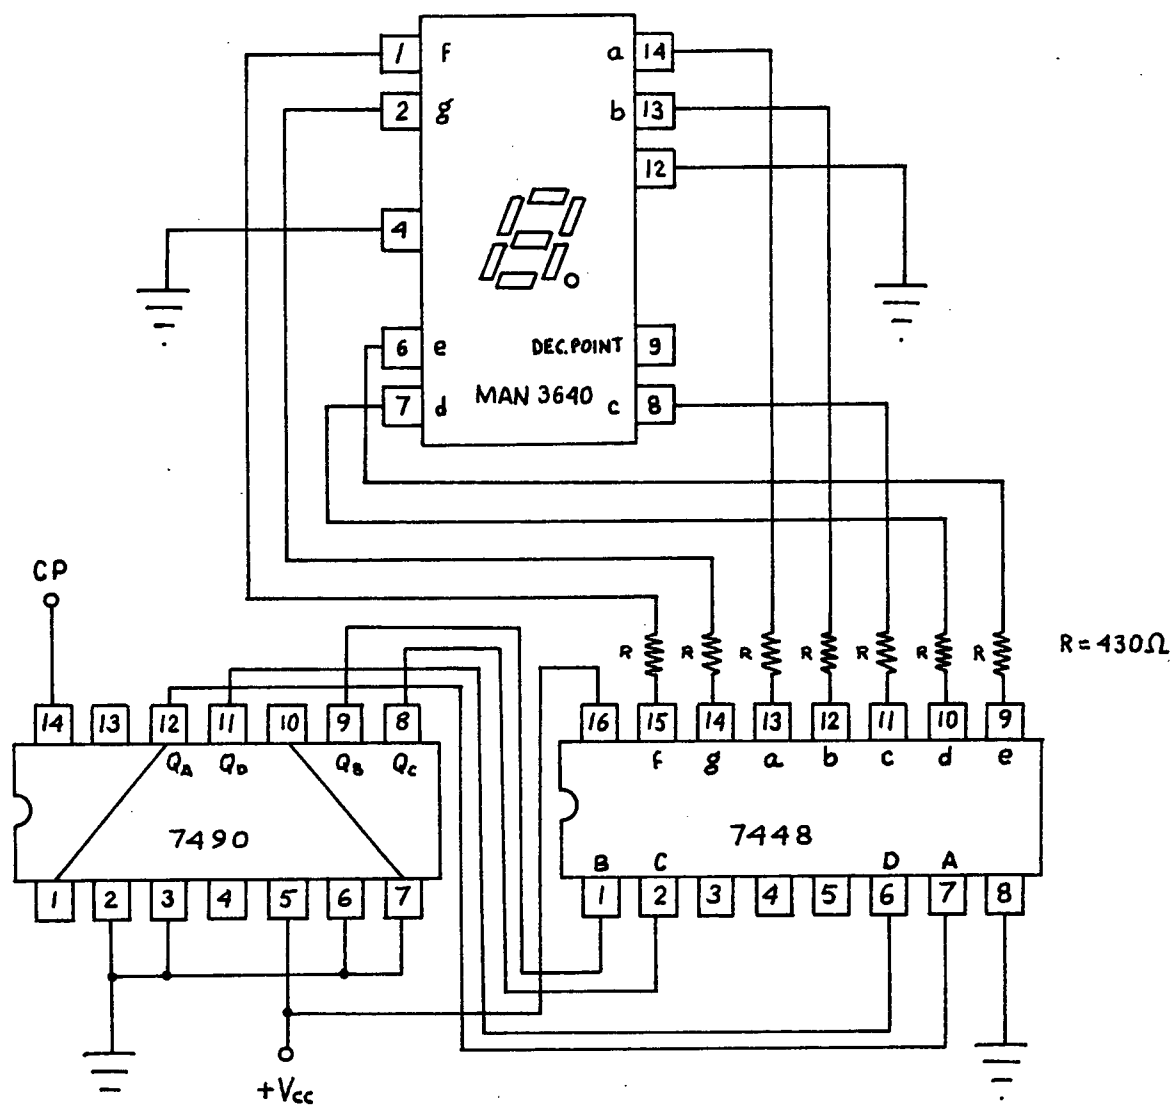 1 f a 14
2 g b 13
12
4
6 e DEC.POINT 9
7 d MAN 3640 c 8
CP
R R R R R R R R = 430Ω
14 13 12 11 10 9 8
QA QD QB QC
7490
1 2 3 4 5 6 7
+Vcc
16 15 14 13 12 11 10 9
f g a b c d e
7448
B C D A
1 2 3 4 5 6 7 8